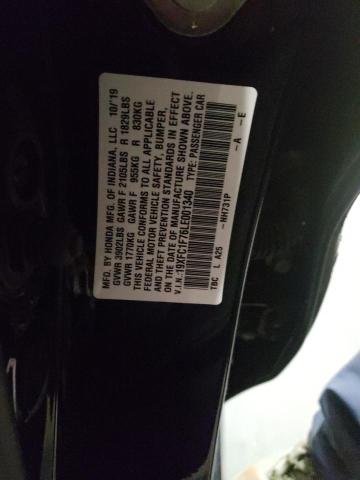 MFD. BY HONDA MFG. OF INDIANA, LLC 10/'19
GVWR 3902LBS GAWR F 2105LBS R 1829LBS
GVWR 1770KG GAWR F 955KG R 830KG
THIS VEHICLE CONFORMS TO ALL APPLICABLE
FEDERAL MOTOR VEHICLE SAFETY, BUMPER,
AND THEFT PREVENTION STANDARDS IN EFFECT
ON THE DATE OF MANUFACTURE SHOWN ABOVE.
V.I.N.:19XFC1F76LE001340 TYPE: PASSENGER CAR
TBC L A25 - NH731P - A - E